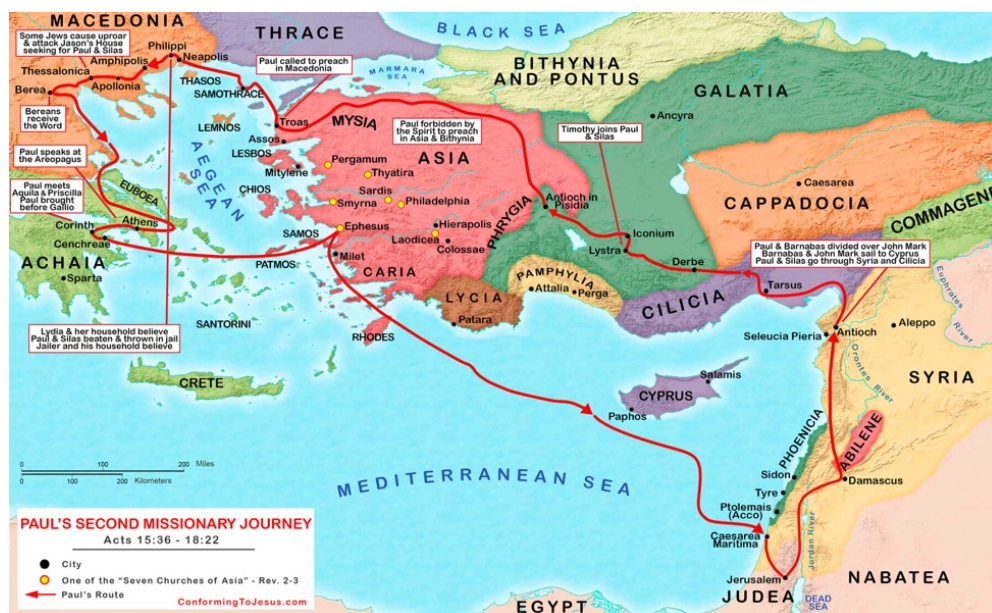 MACEDONIA
THRACE
BLACK SEA
BITHYNIA
AND PONTUS
GALATIA
Some Jews cause uproar
& attack Jason's House
seeking for Paul & Silas
Philippi
Neapolis
Amphipolis
Thessalonica
Apollonia
Berea
THASOS
SAMOTHRACE
Paul called to preach
in Macedonia
MARMARA
SEA
Bereans
receive
the Word
LEMNOS
Troas
MYSIA
Assos
LESBOS
Mitylene
Paul forbidden by
the Spirit to preach
in Asia & Bithynia
ASIA
Timothy joins Paul
& Silas
Ancyra
Paul speaks at
the Areopagus
AEGEAN
SEA
Pergamum
Thyatira
Sardis
Smyrna
Philadelphia
CHIOS
EUBOEA
Paul meets
Aquila & Priscilla
Paul brought
before Gallio
Antioch in
Pisidia
PHRYGIA
Caesarea
CAPPADOCIA
COMMAGENE
Corinth
Athens
Cenchreae
SAMOS
Ephesus
Hierapolis
Laodicea
Colossae
Iconium
Lystra
Derbe
Paul & Barnabas divided over John Mark
Barnabas & John Mark sail to Cyprus
Paul & Silas go through Syria and Cilicia
ACHAIA
Sparta
PATMOS
Milet
CARIA
PAMPHYLIA
Attalia
Perga
LYCIA
Patara
CILICIA
Tarsus
Euphrates
River
Lydia & her household believe
Paul & Silas beaten & thrown in jail
Jailer and his household believe
SANTORINI
RHODES
Seleucia Pieria
Antioch
Aleppo
Orontes
River
CRETE
CYPRUS
Salamis
Paphos
SYRIA
PHOENICIA
ABILENE
200
Miles
0
100
200
0
100
200
Kilometers
MEDITERRANEAN SEA
Sidon
Damascus
Tyre
Ptolemais
(Acco)
Caesarea
Maritima
Jordan River
Jerusalem
JUDEA
DEAD
SEA
NABATEA
EGYPT
PAUL'S SECOND MISSIONARY JOURNEY
Acts 15:36 - 18:22
City
One of the "Seven Churches of Asia" - Rev. 2-3
Paul's Route
ConformingToJesus.com